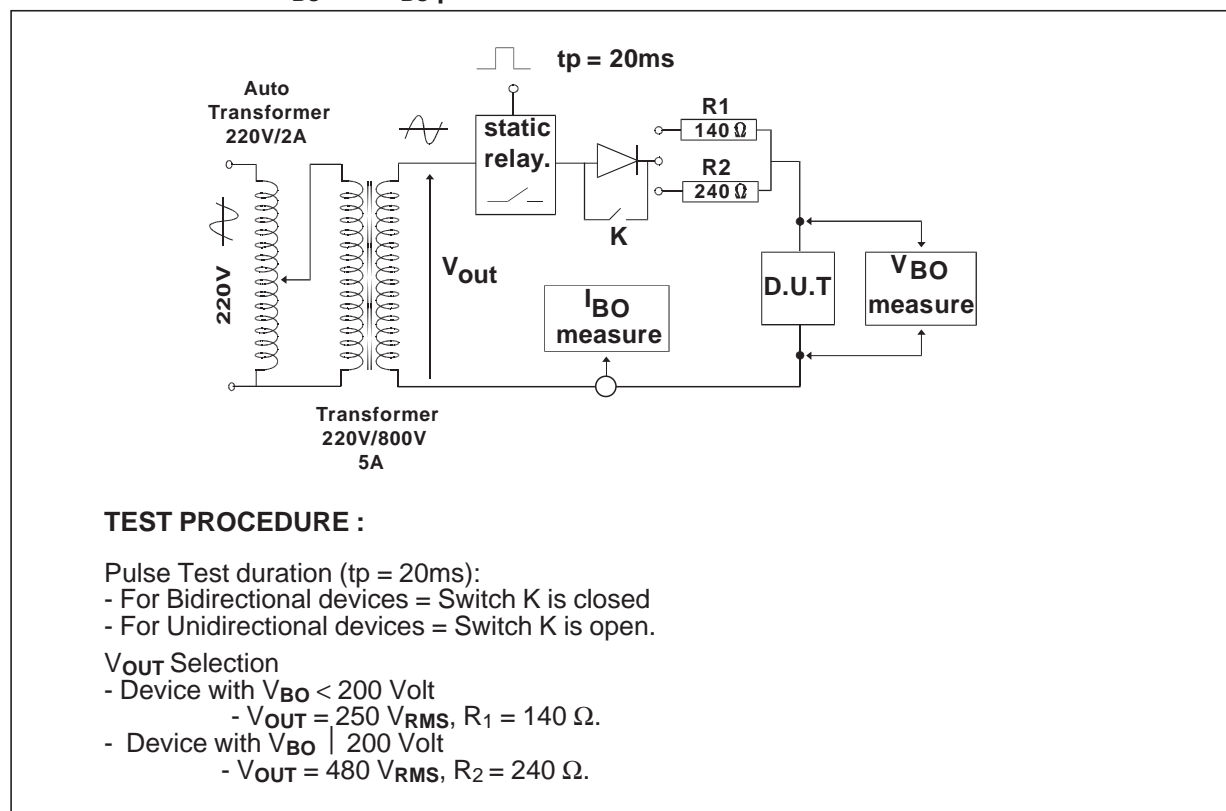 tp = 20ms
Auto
Transformer
220V/2A
static
relay.
R1
140 Ω
R2
240 Ω
K
220V
Vout
IBO
measure
D.U.T
VBO
measure
Transformer
220V/800V
5A
TEST PROCEDURE :
Pulse Test duration (tp = 20ms):
- For Bidirectional devices = Switch K is closed
- For Unidirectional devices = Switch K is open.
VOUT Selection
- Device with VBO < 200 Volt
- VOUT = 250 VRMS, R1 = 140 Ω.
- Device with VBO | 200 Volt
- VOUT = 480 VRMS, R2 = 240 Ω.